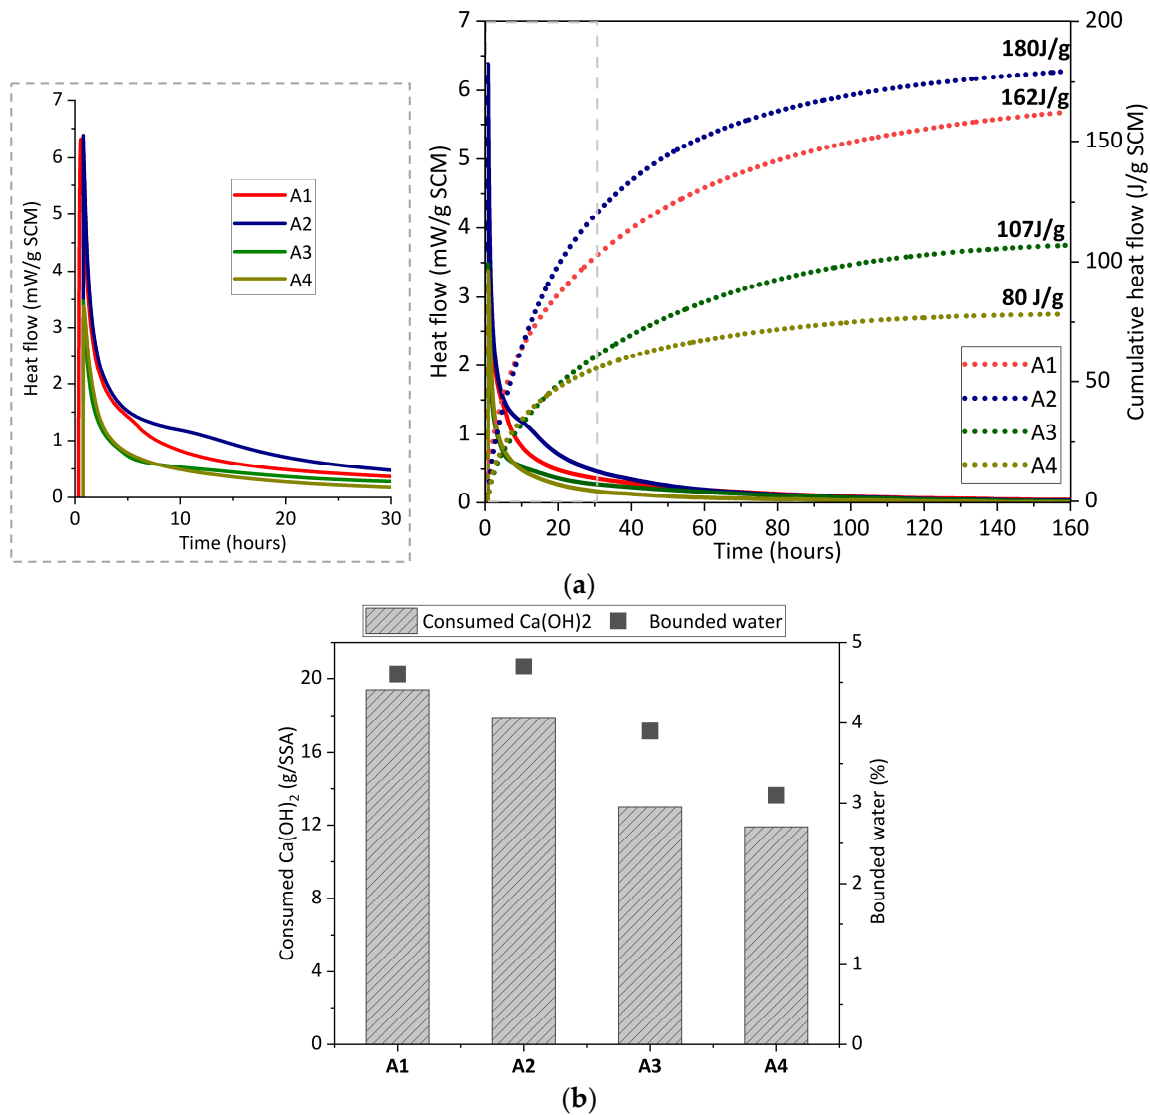 7
6
5
4
3
2
1
0
Heat flow (mW/g SCM)
A1
A2
A3
A4
0 10 20 30
Time (hours)
7
6
5
4
3
2
1
0
Heat flow (mW/g SCM)
180J/g
162J/g
107J/g
80 J/g
A1
A2
A3
A4
200
150
100
50
0
Cumulative heat flow (J/g SCM)
0 20 40 60 80 100 120 140 160
Time (hours)
(a)
Consumed Ca(OH)2 Bounded water
20
16
12
8
4
0
Consumed Ca(OH)2 (g/SSA)
5
4
3
2
1
0
Bounded water (%)
A1 A2 A3 A4
(b)